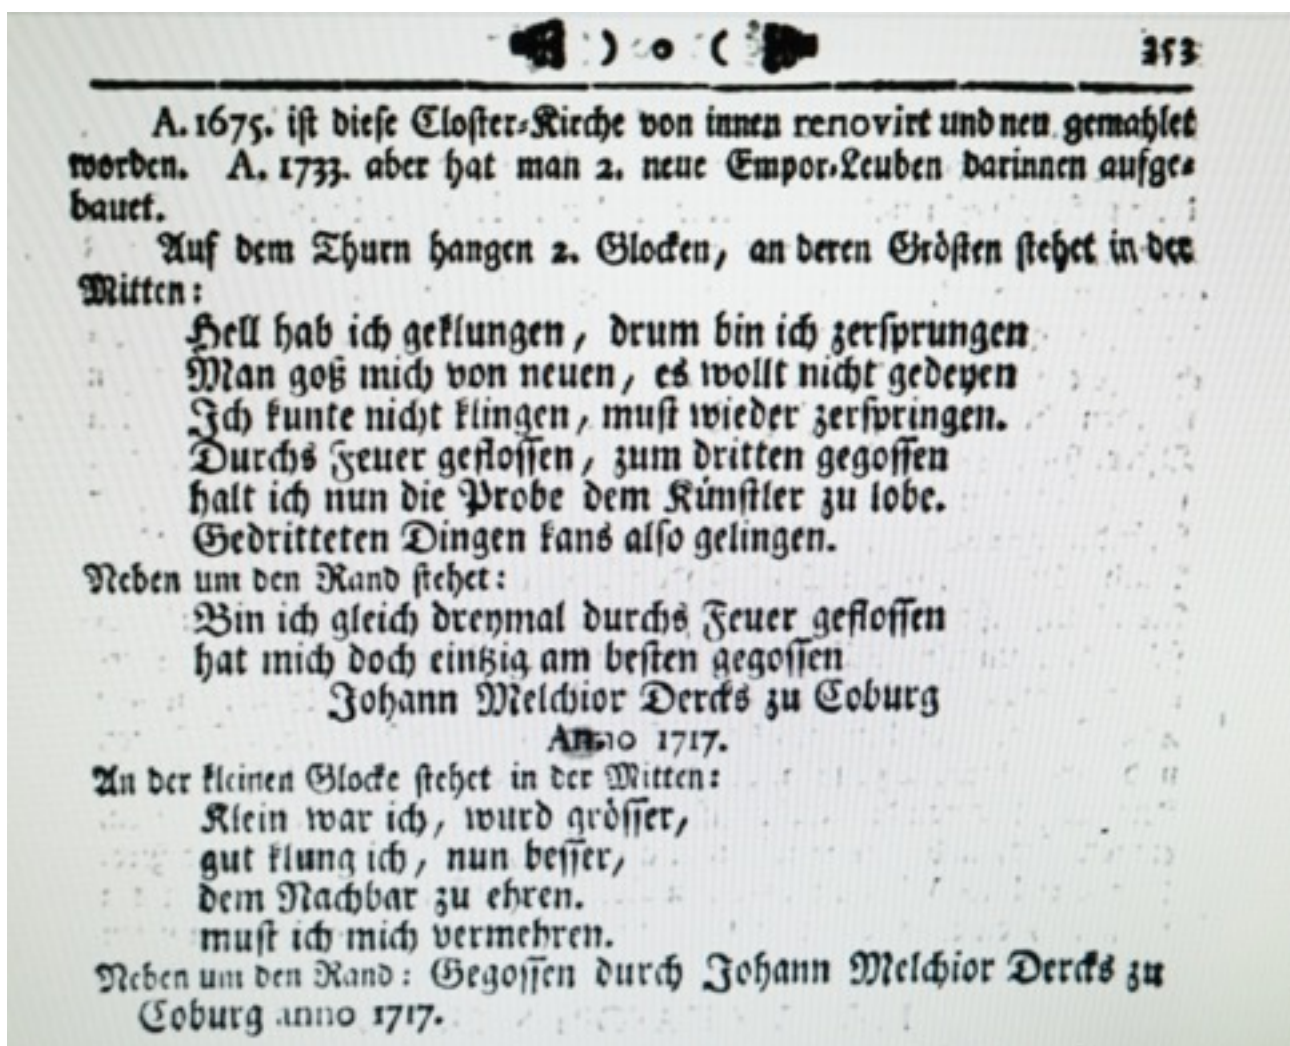 ) o ( 353
A. 1675. ist diese Closter-Kirche von innen renovirt und neu gemahlet
worden. A. 1733. aber hat man 2. neue Empor-Leuben darinnen aufge-
bauet.
Auf dem Thurn hangen 2. Glocken, an deren Grösten stehet in der
Mitten:
Hell hab ich geklungen, drum bin ich zersprungen
Man goß mich von neuen, es wollt nicht gedeyen
Ich kunte nicht klingen, must wieder zerspringen.
Durchs Feuer geflossen, zum dritten gegossen
halt ich nun die Probe dem Künstler zu lobe.
Gedritteten Dingen kans also gelingen.
Neben um den Rand stehet:
Bin ich gleich dreymal durchs Feuer geflossen
hat mich doch eintzig am besten gegossen
Johann Melchior Dercks zu Coburg
Anno 1717.
An der kleinen Glocke stehet in der Mitten:
Klein war ich, wurd grösser,
gut klung ich, nun besser,
dem Nachbar zu ehren.
must ich mich vermehren.
Neben um den Rand: Gegossen durch Johann Melchior Dercks zu
Coburg anno 1717.